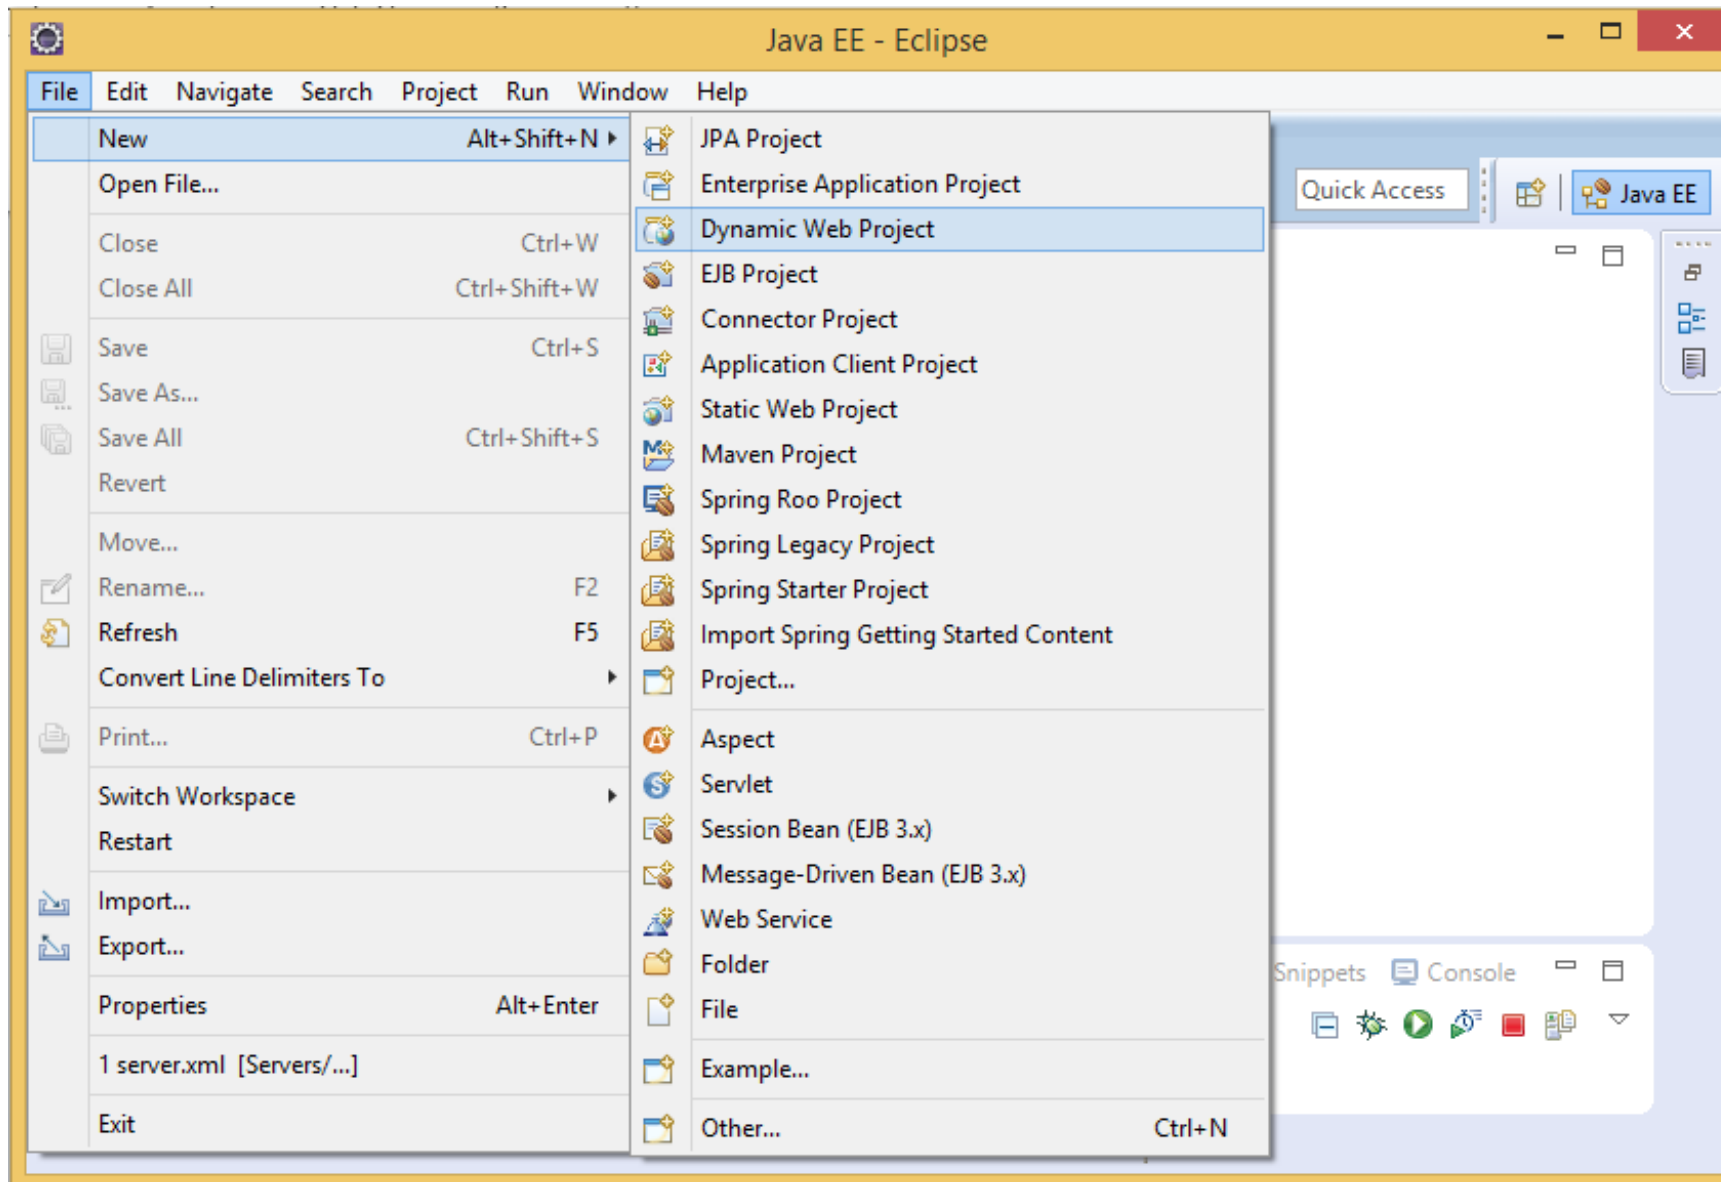 Java EE - Eclipse
File Edit Navigate Search Project Run Window Help
New Alt+Shift+N
Open File...
Close Ctrl+W
Close All Ctrl+Shift+W
Save Ctrl+S
Save As...
Save All Ctrl+Shift+S
Revert
Move...
Rename... F2
Refresh F5
Convert Line Delimiters To
Print... Ctrl+P
Switch Workspace
Restart
Import...
Export...
Properties Alt+Enter
1 server.xml [Servers/...]
Exit
JPA Project
Enterprise Application Project
Dynamic Web Project
EJB Project
Connector Project
Application Client Project
Static Web Project
Maven Project
Spring Roo Project
Spring Legacy Project
Spring Starter Project
Import Spring Getting Started Content
Project...
Aspect
Servlet
Session Bean (EJB 3.x)
Message-Driven Bean (EJB 3.x)
Web Service
Folder
File
Example...
Other... Ctrl+N
Quick Access Java EE
Snippets Console